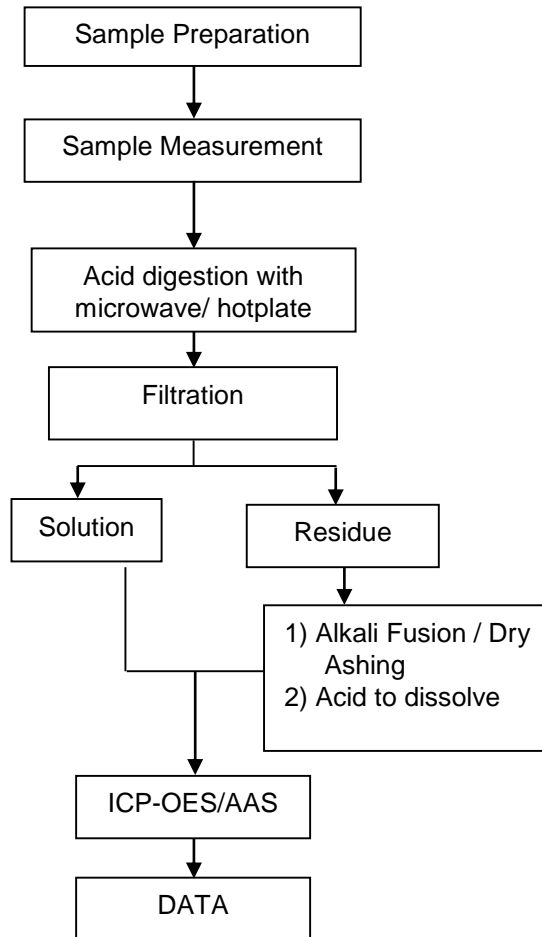 Sample Preparation
Sample Measurement
Acid digestion with
microwave/ hotplate
Filtration
Solution
Residue
1) Alkali Fusion / Dry
Ashing
2) Acid to dissolve
ICP-OES/AAS
DATA